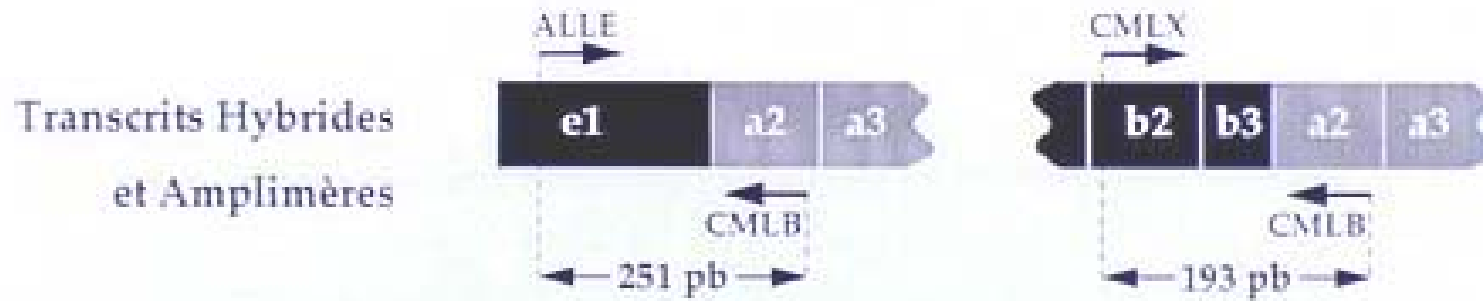 ALLE CMLX
Transcrits Hybrides
e1 a2 a3 b2 b3 a2 a3
et Amplimères
CMLB CMLB
251 pb 193 pb